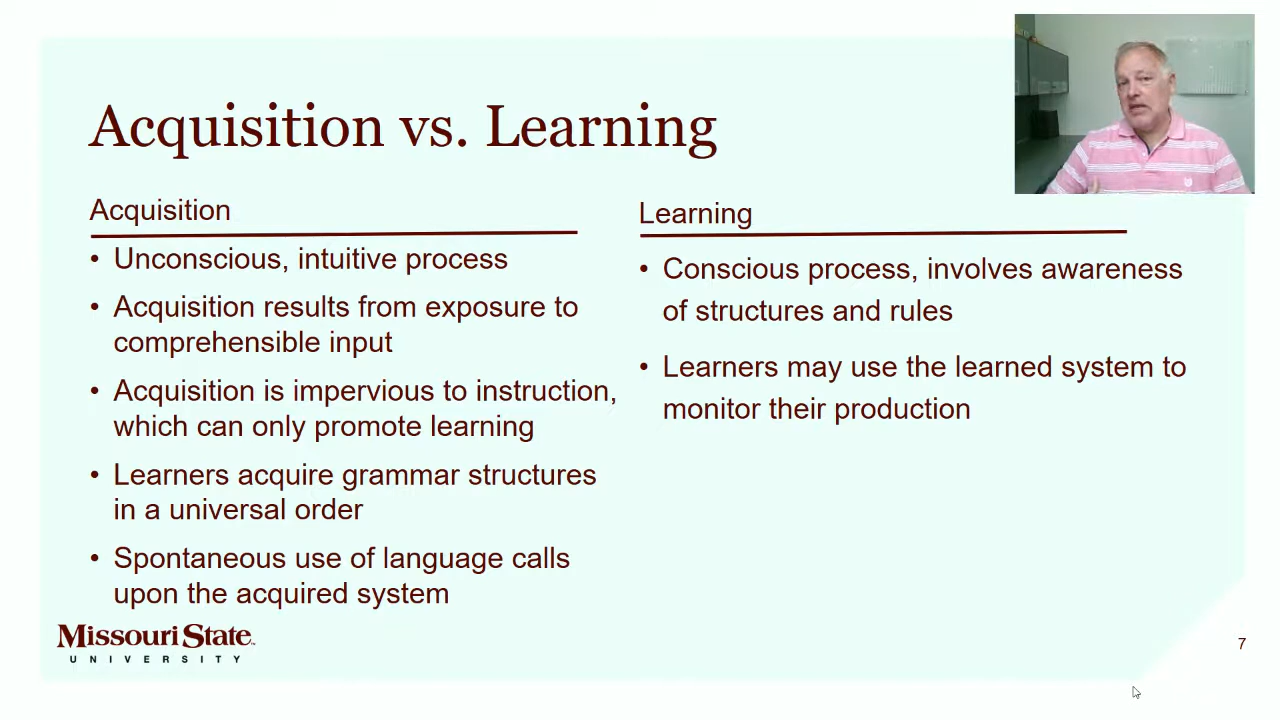 Acquisition vs. Learning
Acquisition
• Unconscious, intuitive process
• Acquisition results from exposure to
comprehensible input
• Acquisition is impervious to instruction,
which can only promote learning
• Learners acquire grammar structures
in a universal order
• Spontaneous use of language calls
upon the acquired system
Learning
• Conscious process, involves awareness
of structures and rules
• Learners may use the learned system to
monitor their production
Missouri State™
UNIVERSITY
7